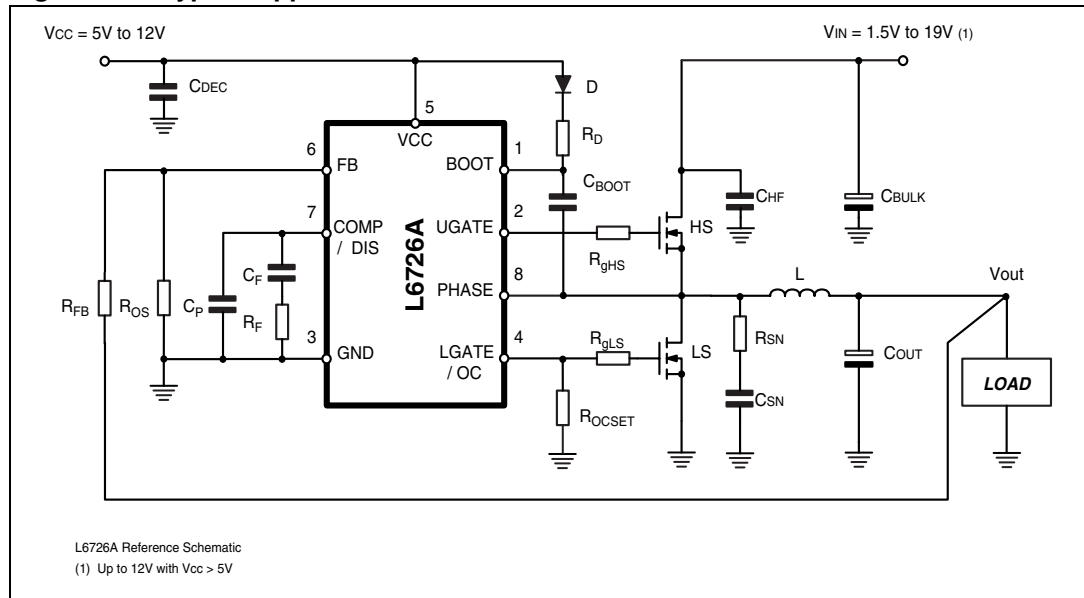 VCC = 5V to 12V
VIN = 1.5V to 19V (1)
CDEC
D
5
VCC
RD
6
FB
1
BOOT
CBOOT
CHF
CBULK
7
COMP
/ DIS
2
UGATE
HS
RgHS
L6726A
CF
8
PHASE
L
Vout
RFB
ROS
CP
RF
RSN
3
GND
4
LGATE
/ OC
RgLS
LS
COUT
LOAD
CSN
ROCSET
L6726A Reference Schematic
(1) Up to 12V with Vcc > 5V